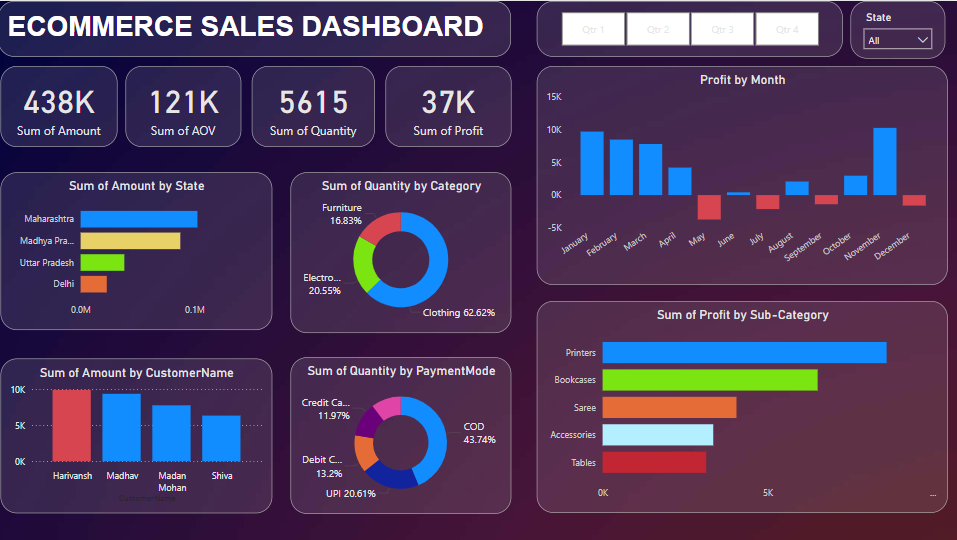 ECOMMERCE SALES DASHBOARD
Qtr 1
Qtr 2
Qtr 3
Qtr 4
State
All
438K
Sum of Amount
121K
Sum of AOV
5615
Sum of Quantity
37K
Sum of Profit
Profit by Month
15K
10K
5K
0K
-5K
January
February
March
April
May
June
July
August
September
October
November
December
Sum of Amount by State
Maharashtra
Madhya Pra...
Uttar Pradesh
Delhi
0.0M
0.1M
Sum of Quantity by Category
Furniture
16.83%
Electro...
20.55%
Clothing 62.62%
Sum of Profit by Sub-Category
Printers
Bookcases
Saree
Accessories
Tables
0K
5K
...
Sum of Amount by CustomerName
10K
5K
0K
Harivansh
Madhav
Madan
Mohan
Shiva
CustomerName
Sum of Quantity by PaymentMode
Credit Ca...
11.97%
COD
43.74%
Debit C...
13.2%
UPI 20.61%